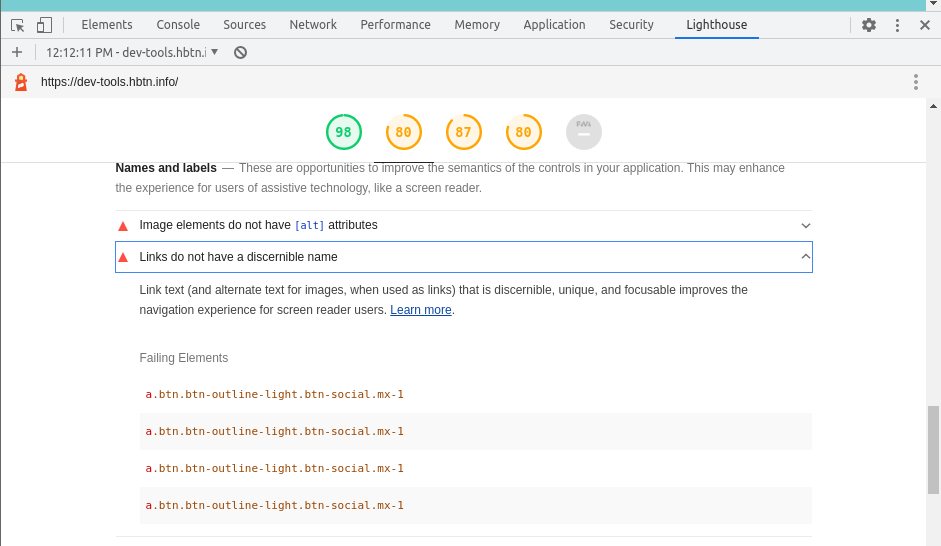 Elements Console Sources Network Performance Memory Application Security Lighthouse
12:12:11 PM - dev-tools.hbtn.i
https://dev-tools.hbtn.info/
98 80 87 80 PWA
Names and labels — These are opportunities to improve the semantics of the controls in your application. This may enhance
the experience for users of assistive technology, like a screen reader.
Image elements do not have [alt] attributes
Links do not have a discernible name
Link text (and alternate text for images, when used as links) that is discernible, unique, and focusable improves the
navigation experience for screen reader users. Learn more.
Failing Elements
a.btn.btn-outline-light.btn-social.mx-1
a.btn.btn-outline-light.btn-social.mx-1
a.btn.btn-outline-light.btn-social.mx-1
a.btn.btn-outline-light.btn-social.mx-1